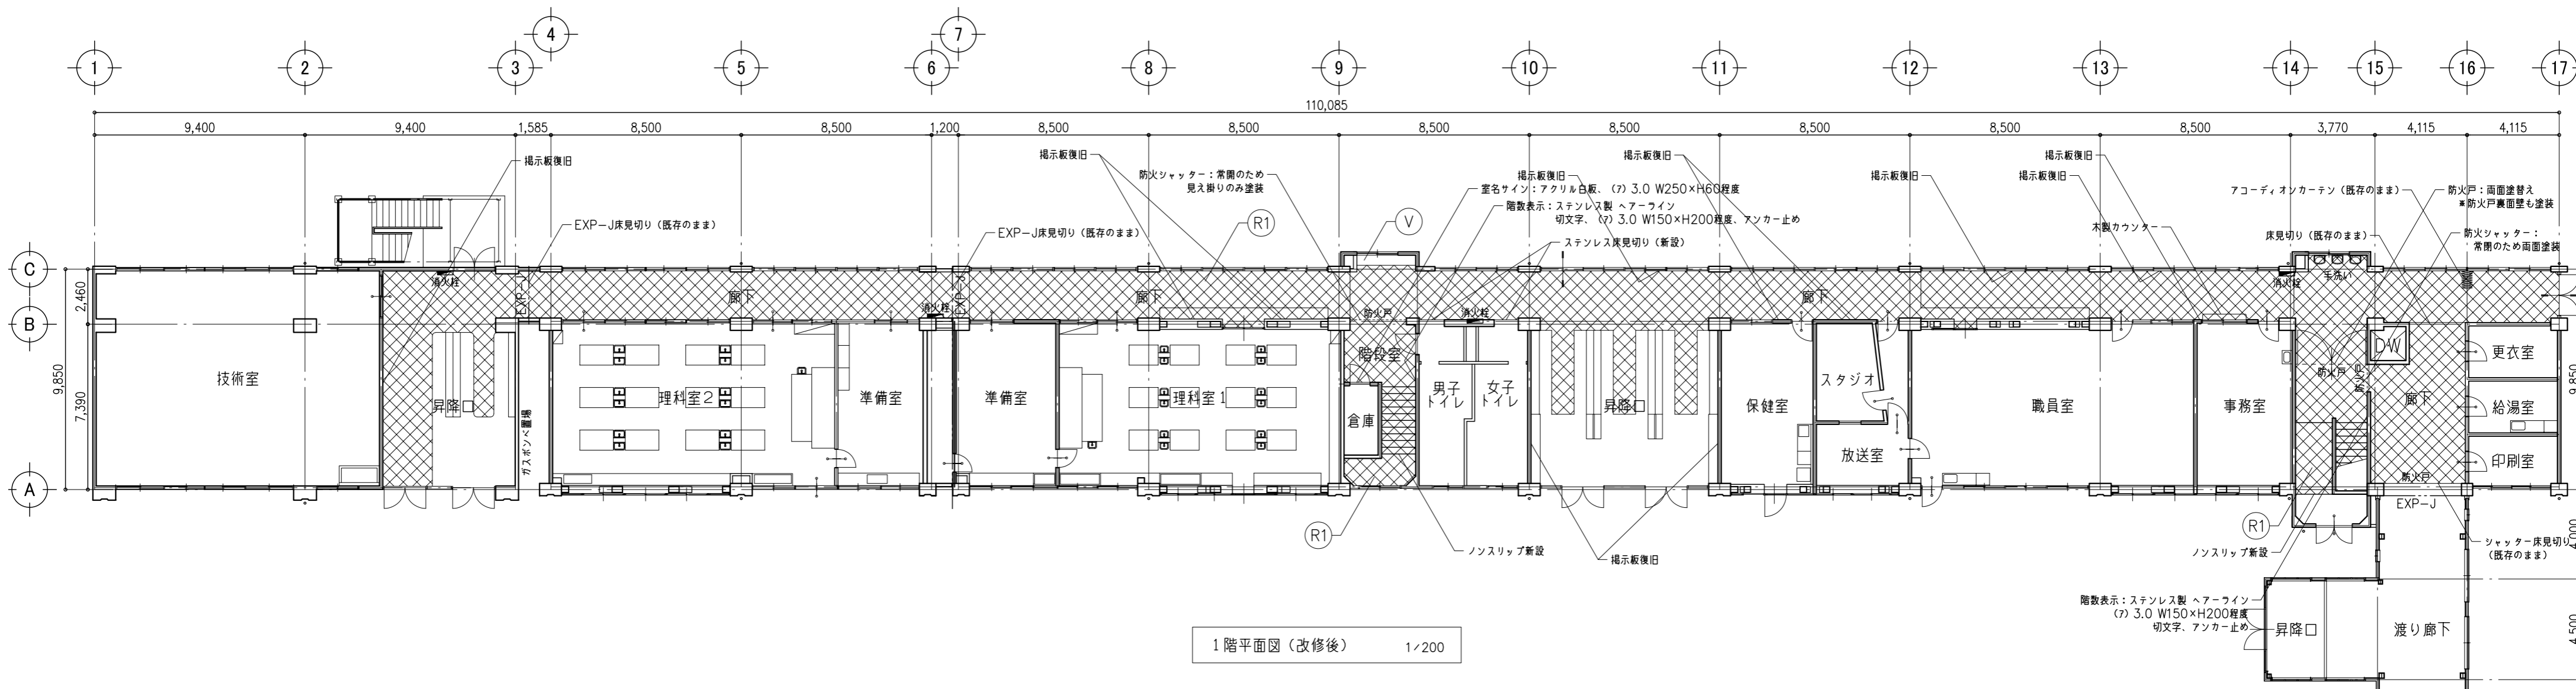 4
7
1
2
3
5
6
8
9
10
11
12
13
14
15
16
17
110,085
9,400
9,400
1,585
8,500
8,500
1,200
8,500
8,500
8,500
8,500
8,500
8,500
8,500
3,770
4,115
4,115
掲示板復旧
掲示板復旧
防火シャッター：常開のため
見え掛りのみ塗装
掲示板復旧
室名サイン：アクリル白板、(ｱ) 3.0 W250×H60程度
階数表示：ステンレス製 ヘアーライン
切文字、(ｱ) 3.0 W150×H200程度、アンカー止め
ステンレス床見切り（新設）
掲示板復旧
掲示板復旧
掲示板復旧
掲示板復旧
木製カウンター
アコーディオンカーテン（既存のまま）
床見切り（既存のまま）
防火戸：両面塗替え
※防火戸裏面壁も塗装
防火シャッター：
常開のため両面塗装
EXP-J床見切り（既存のまま）
EXP-J床見切り（既存のまま）
R1
V
C
B
A
2,460
7,390
9,850
消火栓
EXP-J
廊下
消火栓
EXP-J
廊下
防火戸
消火栓
廊下
消火栓
手洗い
技術室
昇降口
ガスボンベ置場
理科室2
準備室
準備室
理科室1
階段室
倉庫
男子
トイレ
女子
トイレ
昇降口
保健室
スタジオ
放送室
職員室
事務室
防火戸
防火戸
DW
廊下
更衣室
給湯室
印刷室
防火戸
EXP-J
9,850
4,000
4,500
R1
ノンスリップ新設
掲示板復旧
R1
ノンスリップ新設
シャッター床見切り
（既存のまま）
階数表示：ステンレス製 ヘアーライン
(ｱ) 3.0 W150×H200程度
切文字、アンカー止め
昇降口
渡り廊下
1階平面図（改修後） 1/200